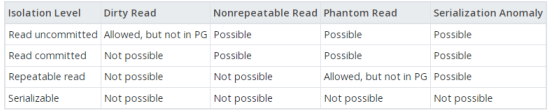 Isolation Level Dirty Read Nonrepeatable Read Phantom Read Serialization Anomaly
Read uncommitted Allowed, but not in PG Possible Possible Possible
Read committed Not possible Possible Possible Possible
Repeatable read Not possible Not possible Allowed, but not in PG Possible
Serializable Not possible Not possible Not possible Not possible